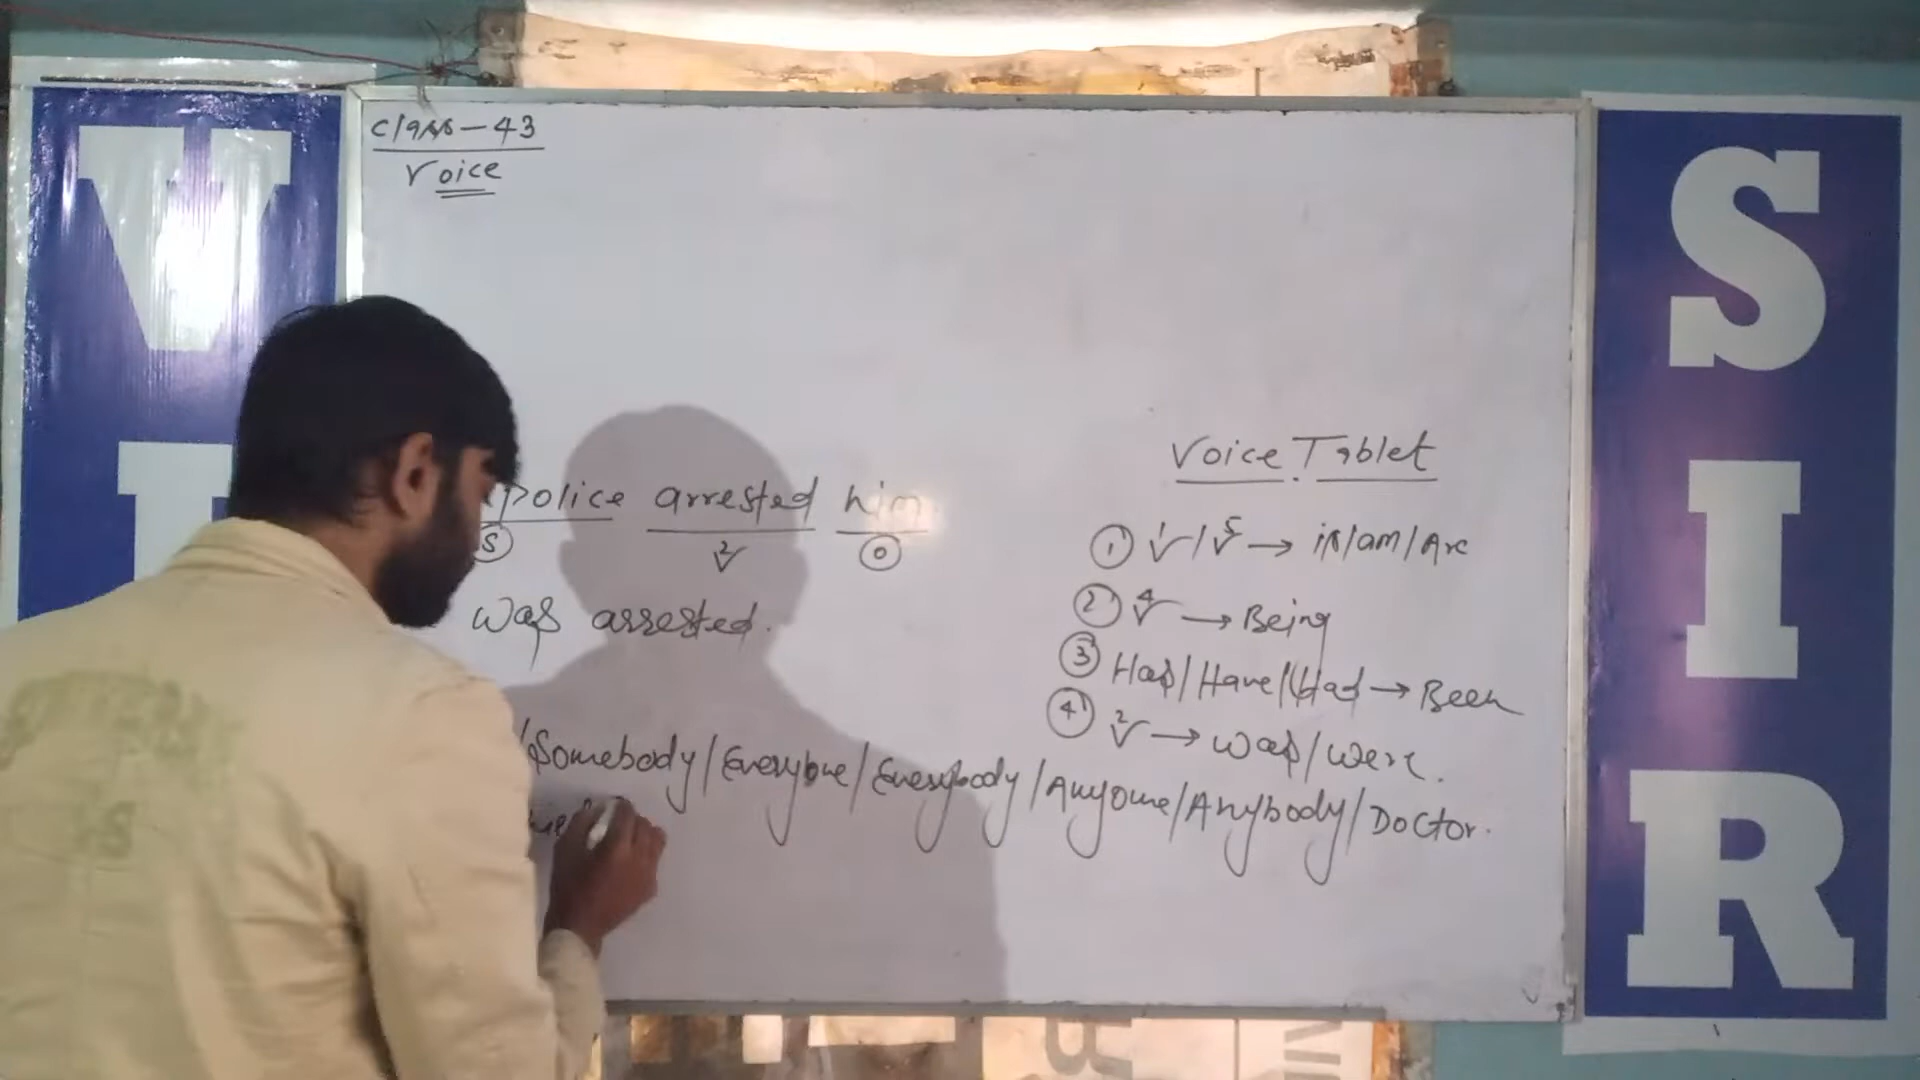 Class-43
Voice
Police arrested him
S V2 O
was arrested.
/Somebody/Everyone/Everybody/Anyone/Anybody/Doctor.
Voice Tablet
① V1/V5 → is/am/Are
② V4 → Being
③ Has/Have/Had → Been
④ V2 → was/were.
SIR